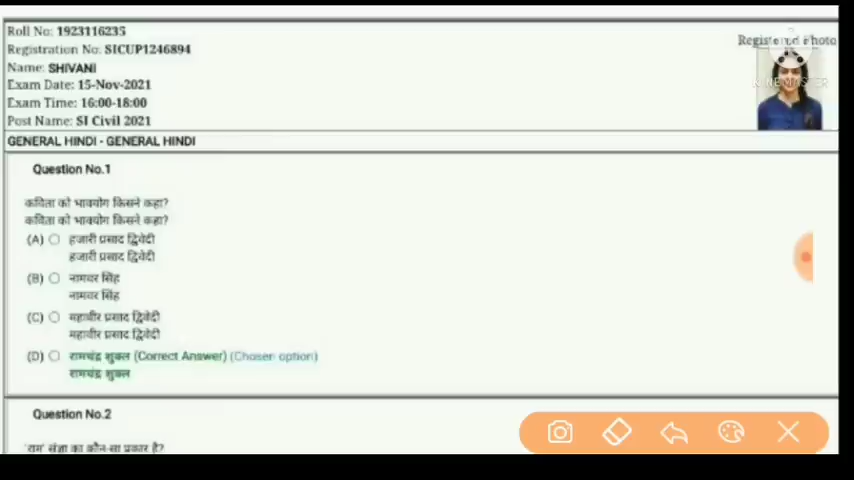 Roll No: 1923116235
Registration No: SICUP1246894
Name: SHIVANI
Exam Date: 15-Nov-2021
Exam Time: 16:00-18:00
Post Name: SI Civil 2021
Registered Photo
KINEMASTER
GENERAL HINDI - GENERAL HINDI
Question No.1
कविता को भावयोग किसने कहा?
कविता को भावयोग किसने कहा?
(A) हजारी प्रसाद द्विवेदी
हजारी प्रसाद द्विवेदी
(B) नामवर सिंह
नामवर सिंह
(C) महावीर प्रसाद द्विवेदी
महावीर प्रसाद द्विवेदी
(D) रामचंद्र शुक्ल (Correct Answer) (Chosen option)
रामचंद्र शुक्ल
Question No.2
'राम' संज्ञा का कौन-सा प्रकार है?